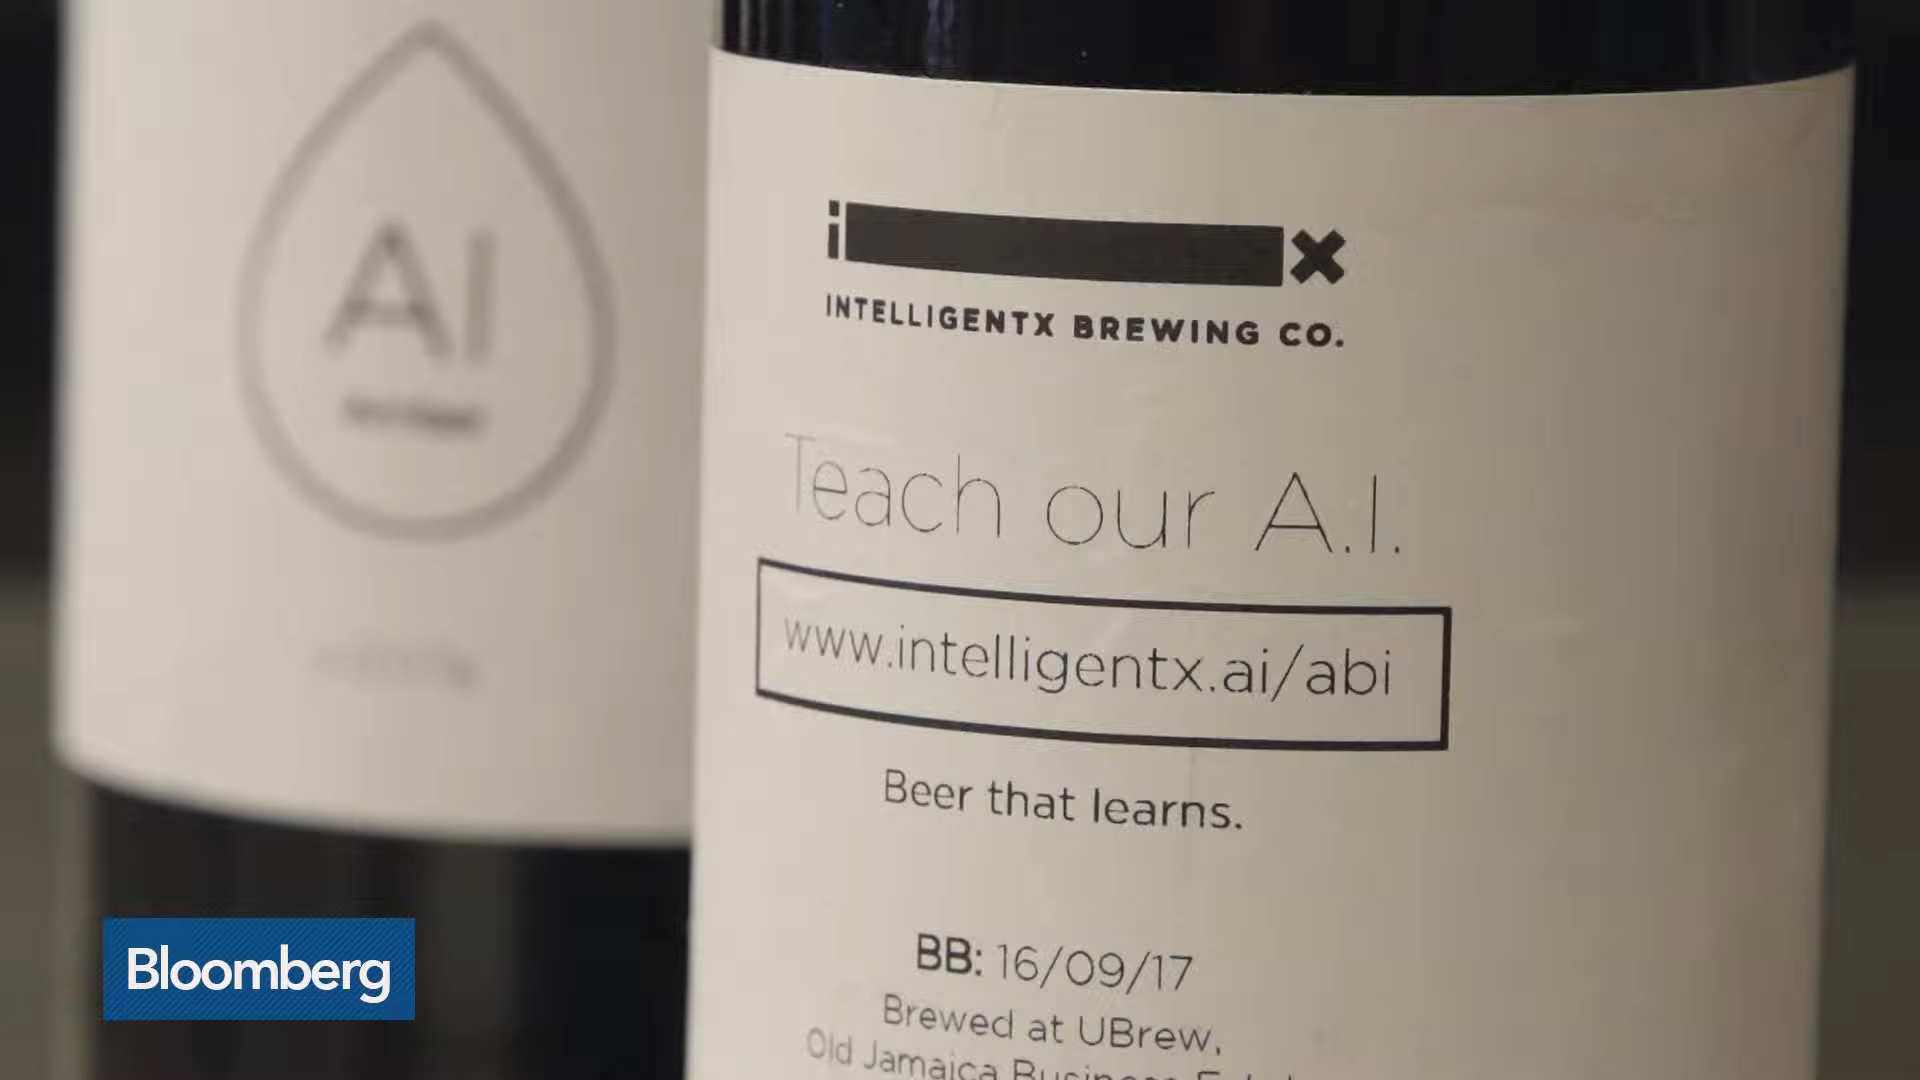 AI
i x
INTELLIGENTX BREWING CO.
Teach our A.I.
www.intelligentx.ai/abi
Beer that learns.
BB: 16/09/17
Brewed at UBrew,
Old Jamaica Business
Bloomberg